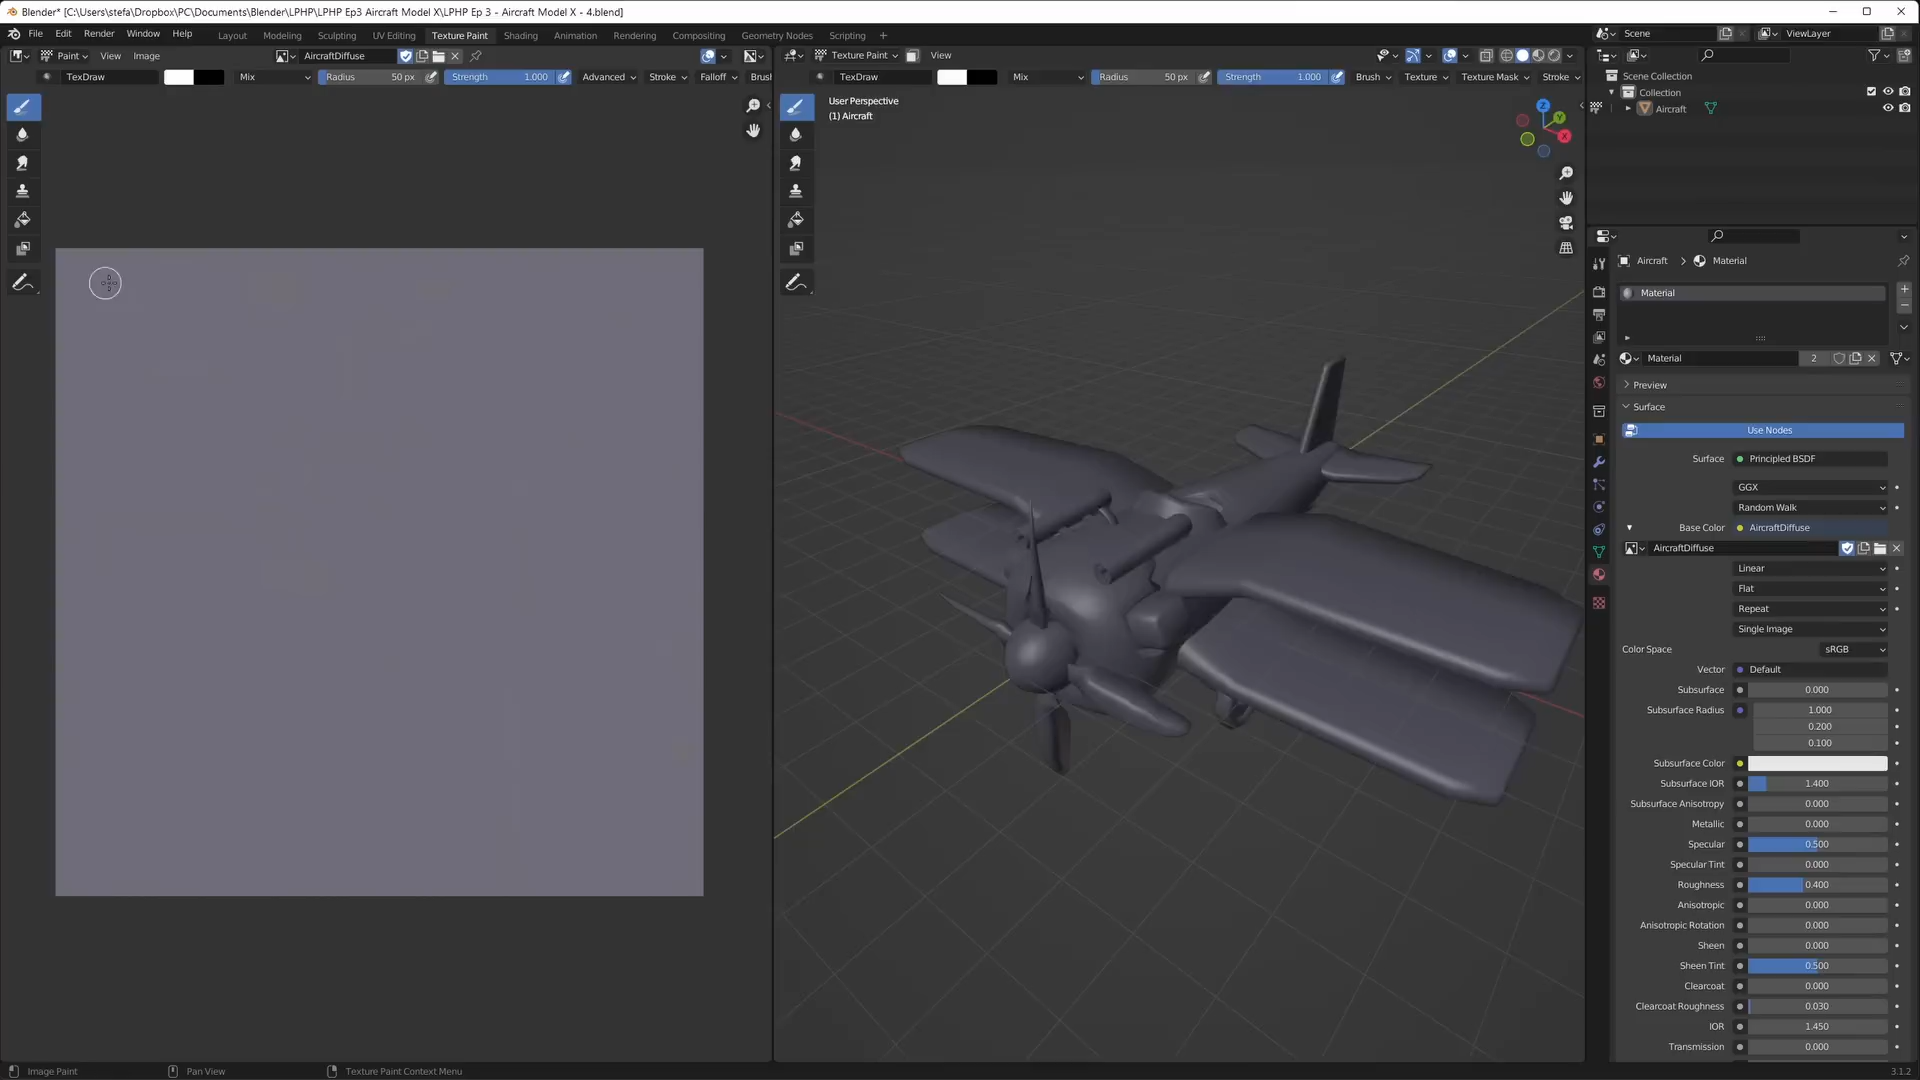 Blender* [C:\Users\stefa\Dropbox\PC\Documents\Blender\LPHP\LPHP Ep3 Aircraft Model X\LPHP Ep 3 - Aircraft Model X - 4.blend]
File Edit Render Window Help Layout Modeling Sculpting UV Editing Texture Paint Shading Animation Rendering Compositing Geometry Nodes Scripting + Scene ViewLayer
Paint View Image AircraftDiffuse Texture Paint View
TexDraw Mix Radius 50 px Strength 1.000 Advanced Stroke Falloff Brush
TexDraw Mix Radius 50 px Strength 1.000 Brush Texture Texture Mask Stroke
User Perspective
(1) Aircraft
Z
Y
X
Scene Collection
Collection
Aircraft
Aircraft > Material
Material
Material 2
Preview
Surface
Use Nodes
Surface Principled BSDF
GGX
Random Walk
Base Color AircraftDiffuse
AircraftDiffuse
Linear
Flat
Repeat
Single Image
Color Space sRGB
Vector Default
Subsurface 0.000
Subsurface Radius 1.000
0.200
0.100
Subsurface Color
Subsurface IOR 1.400
Subsurface Anisotropy 0.000
Metallic 0.000
Specular 0.500
Specular Tint 0.000
Roughness 0.400
Anisotropic 0.000
Anisotropic Rotation 0.000
Sheen 0.000
Sheen Tint 0.500
Clearcoat 0.000
Clearcoat Roughness 0.030
IOR 1.450
Transmission 0.000
Image Paint Pan View Texture Paint Context Menu 3.1.2